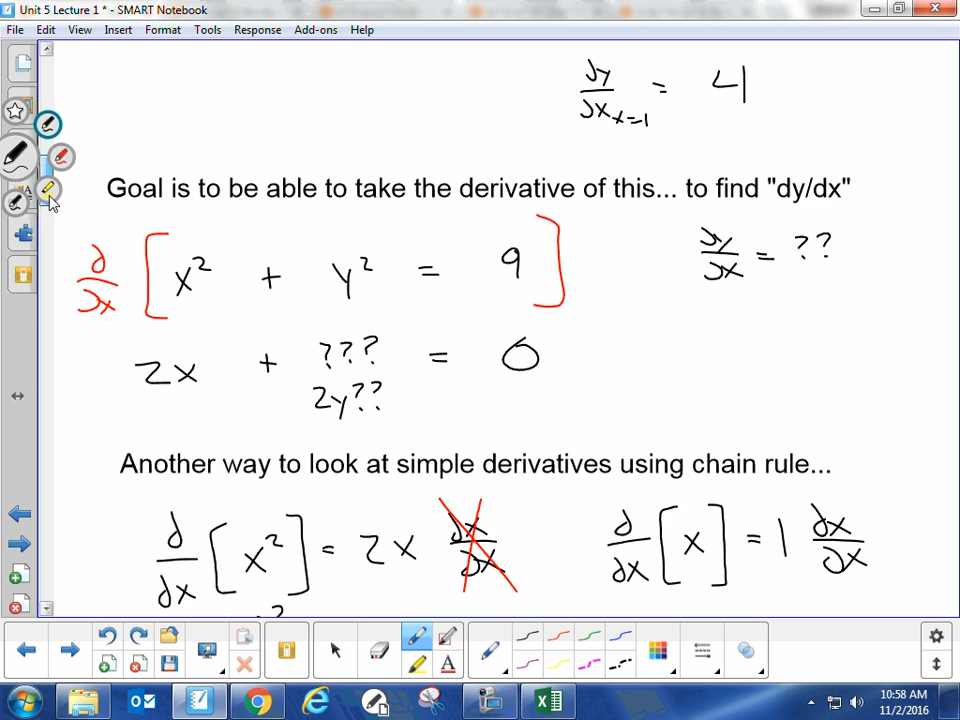 Unit 5 Lecture 1 * - SMART Notebook
File Edit View Insert Format Tools Window Response Add-ons Help
dy/dx x=1 = -1
Goal is to be able to take the derivative of this... to find "dy/dx"
d/dx [ x² + y² = 9 ]
dy/dx = ??
2x + ??? = 0
2y??
Another way to look at simple derivatives using chain rule...
d/dx [x²] = 2x dx/dx
d/dx [x] = 1 dx/dx
A
10:58 AM
11/2/2016